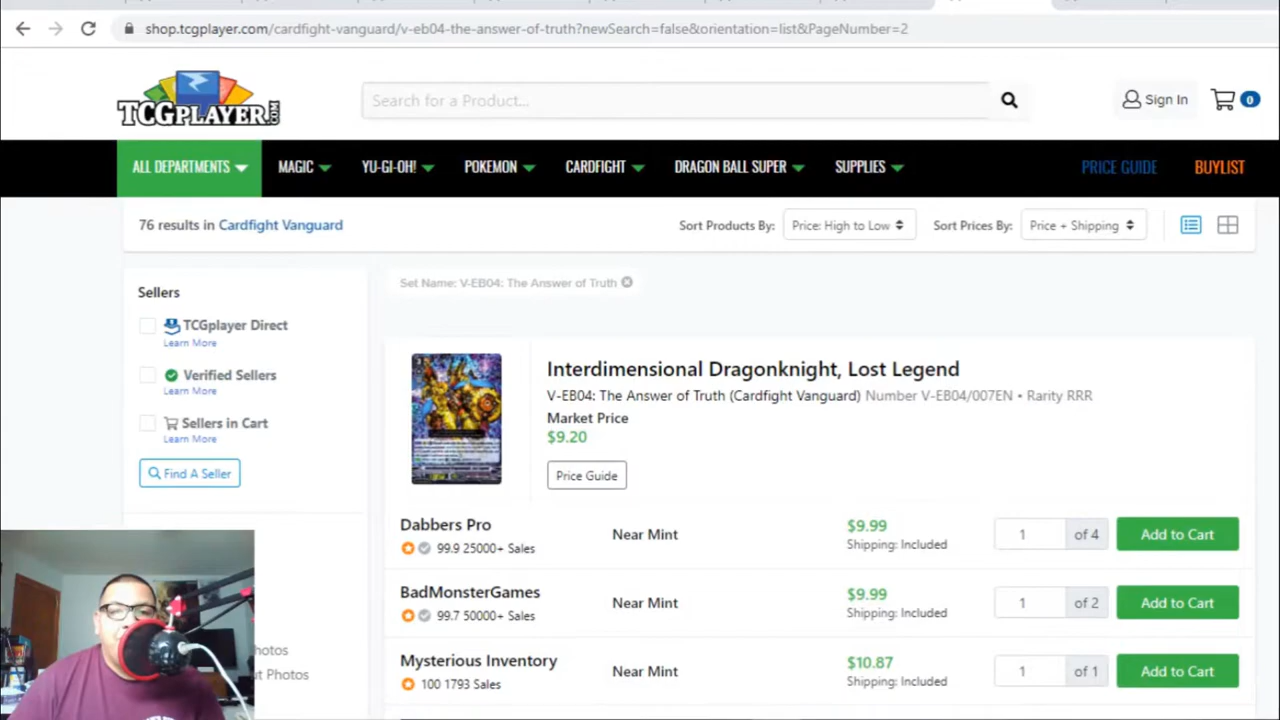 shop.tcgplayer.com/cardfight-vanguard/v-eb04-the-answer-of-truth?newSearch=false&orientation=list&PageNumber=2
TCGPLAYER.COM
Search for a Product...
Sign In
0
ALL DEPARTMENTS
MAGIC
YU-GI-OH!
POKEMON
CARDFIGHT
DRAGON BALL SUPER
SUPPLIES
PRICE GUIDE
BUYLIST
76 results in Cardfight Vanguard
Sort Products By:
Price: High to Low
Sort Prices By:
Price + Shipping
Sellers
TCGplayer Direct
Learn More
Verified Sellers
Learn More
Sellers in Cart
Learn More
Find A Seller
hotos
t Photos
Set Name: V-EB04: The Answer of Truth
Interdimensional Dragonknight, Lost Legend
V-EB04: The Answer of Truth (Cardfight Vanguard) Number V-EB04/007EN • Rarity RRR
Market Price
$9.20
Price Guide
Dabbers Pro
99.9 25000+ Sales
Near Mint
$9.99
Shipping: Included
1 of 4
Add to Cart
BadMonsterGames
99.7 50000+ Sales
Near Mint
$9.99
Shipping: Included
1 of 2
Add to Cart
Mysterious Inventory
100 1793 Sales
Near Mint
$10.87
Shipping: Included
1 of 1
Add to Cart